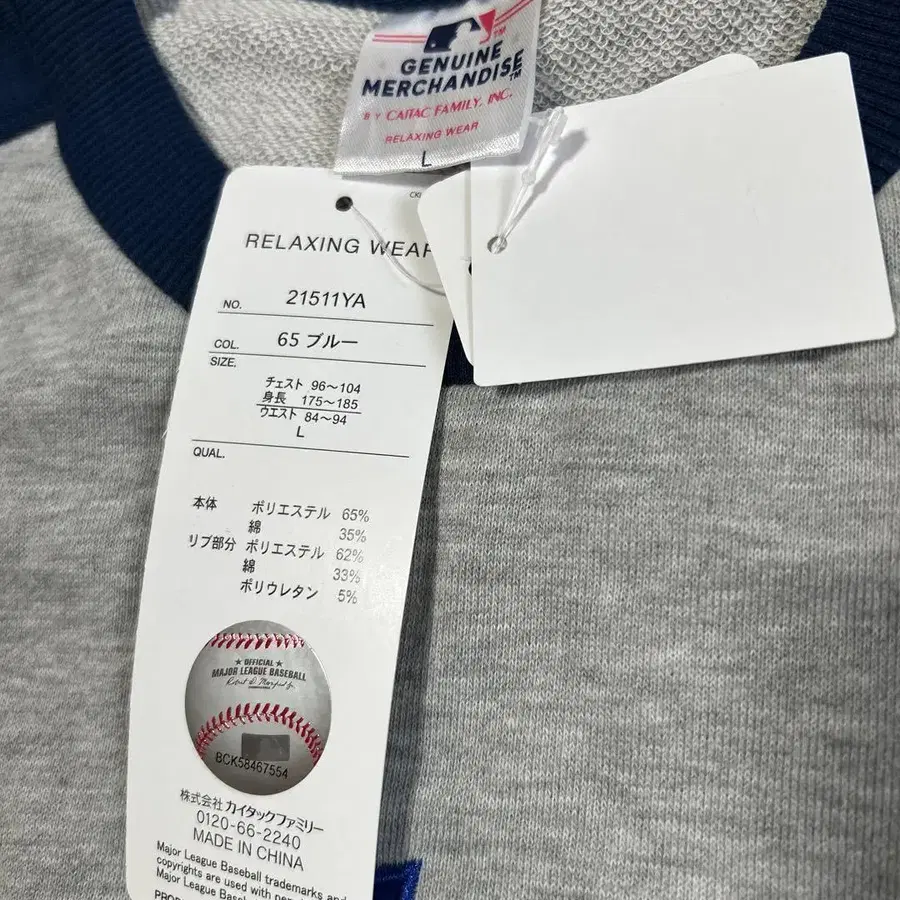 GENUINE
MERCHANDISE™
BY CAITAC FAMILY, INC.
RELAXING WEAR
L
RELAXING WEAR
NO. 21511YA
COL. 65 ブルー
SIZE.
チェスト 96〜104
身長 175〜185
ウエスト 84〜94
L
QUAL.
本体 ポリエステル 65%
綿 35%
リブ部分 ポリエステル 62%
綿 33%
ポリウレタン 5%
★ OFFICIAL ★
MAJOR LEAGUE BASEBALL
BCK58467554
株式会社 カイタックファミリー
0120-66-2240
MADE IN CHINA
Major League Baseball trademarks and
copyrights are used with
Major League Baseball